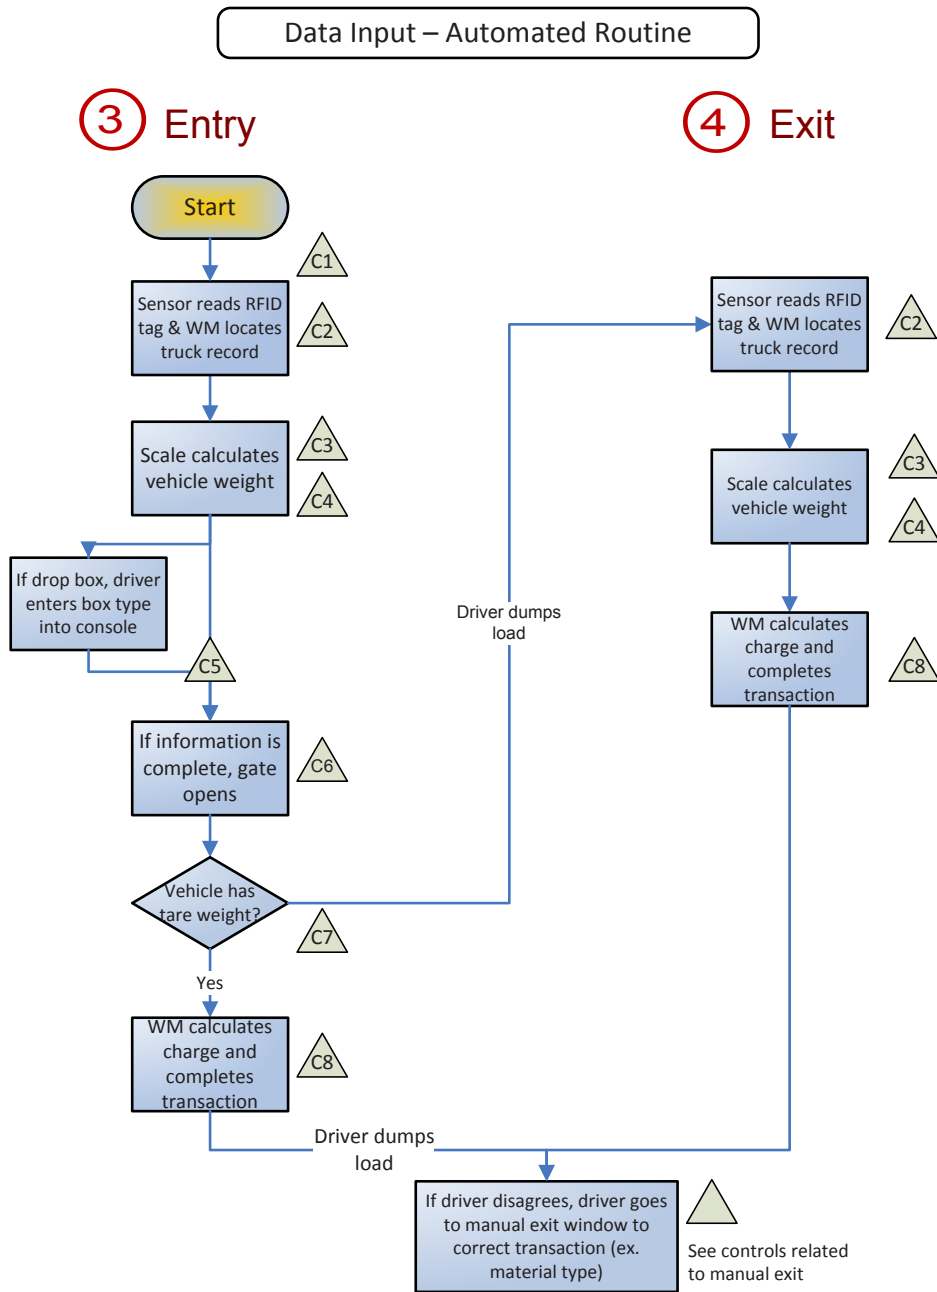 Data Input – Automated Routine
3 Entry
Start
C1
Sensor reads RFID
tag & WM locates
truck record
C2
Scale calculates
vehicle weight
C3
C4
If drop box, driver
enters box type
into console
C5
If information is
complete, gate
opens
C6
Vehicle has
tare weight?
C7
Yes
WM calculates
charge and
completes
transaction
C8
Driver dumps
load
Driver dumps
load
4 Exit
Sensor reads RFID
tag & WM locates
truck record
C2
Scale calculates
vehicle weight
C3
C4
WM calculates
charge and
completes
transaction
C8
If driver disagrees, driver goes
to manual exit window to
correct transaction (ex.
material type)
See controls related
to manual exit